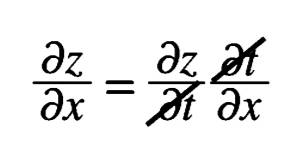 ∂z/∂x = ∂z/∂t ∂t/∂x